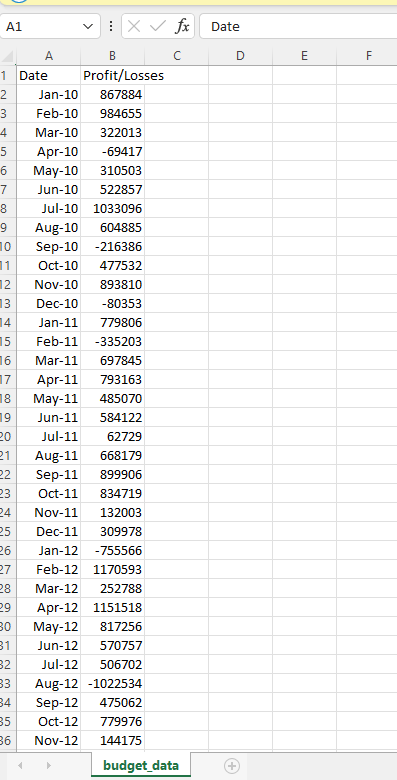 A1 fx Date
A B C D E F
1 Date Profit/Losses
2 Jan-10 867884
3 Feb-10 984655
4 Mar-10 322013
5 Apr-10 -69417
6 May-10 310503
7 Jun-10 522857
8 Jul-10 1033096
9 Aug-10 604885
10 Sep-10 -216386
11 Oct-10 477532
12 Nov-10 893810
13 Dec-10 -80353
14 Jan-11 779806
15 Feb-11 -335203
16 Mar-11 697845
17 Apr-11 793163
18 May-11 485070
19 Jun-11 584122
20 Jul-11 62729
21 Aug-11 668179
22 Sep-11 899906
23 Oct-11 834719
24 Nov-11 132003
25 Dec-11 309978
26 Jan-12 -755566
27 Feb-12 1170593
28 Mar-12 252788
29 Apr-12 1151518
30 May-12 817256
31 Jun-12 570757
32 Jul-12 506702
33 Aug-12 -1022534
34 Sep-12 475062
35 Oct-12 779976
36 Nov-12 144175
budget_data